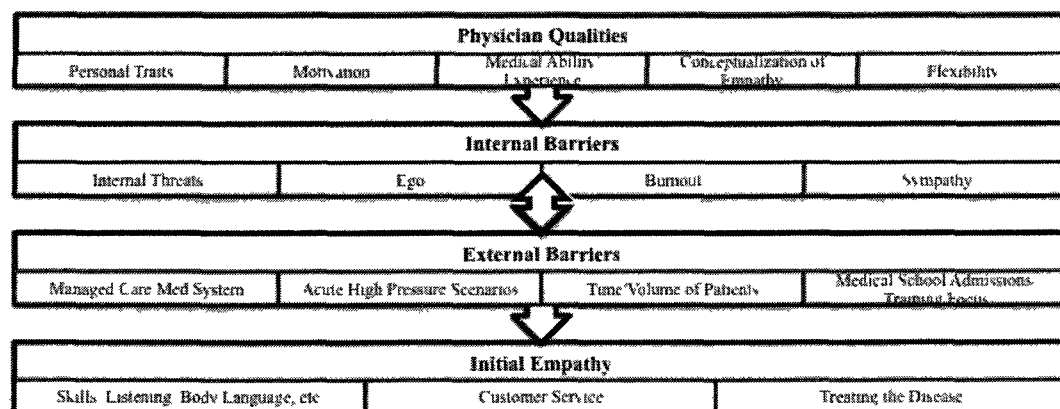 Physician Qualities
Personal Traits
Motivation
Medical Ability
Experience
Conceptualization of
Empathy
Flexibility
Internal Barriers
Internal Threats
Ego
Burnout
Sympathy
External Barriers
Managed Care Med System
Acute High Pressure Scenarios
Time/Volume of Patients
Medical School Admissions
Training Focus
Initial Empathy
Skills, Listening, Body Language, etc
Customer Service
Treating the Disease